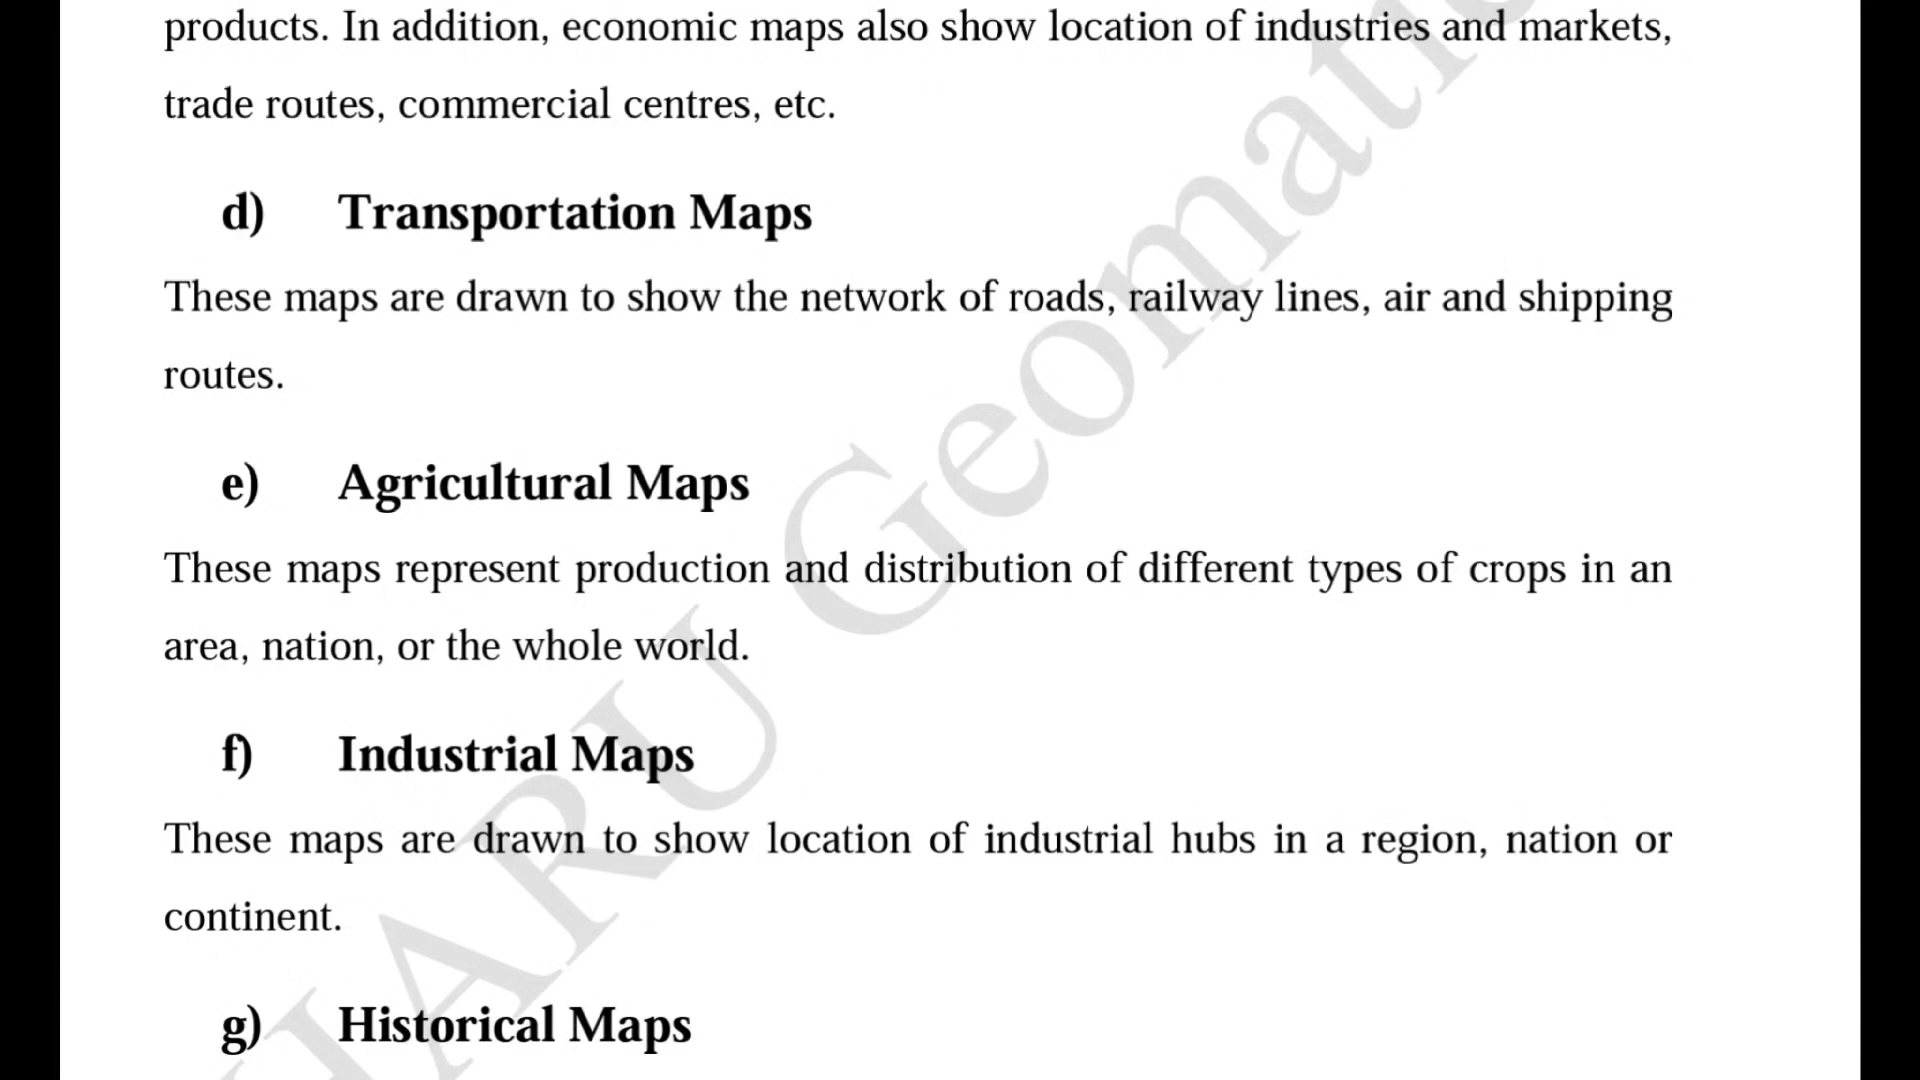 products. In addition, economic maps also show location of industries and markets,
trade routes, commercial centres, etc.
d) Transportation Maps
These maps are drawn to show the network of roads, railway lines, air and shipping
routes.
e) Agricultural Maps
These maps represent production and distribution of different types of crops in an
area, nation, or the whole world.
f) Industrial Maps
These maps are drawn to show location of industrial hubs in a region, nation or
continent.
g) Historical Maps